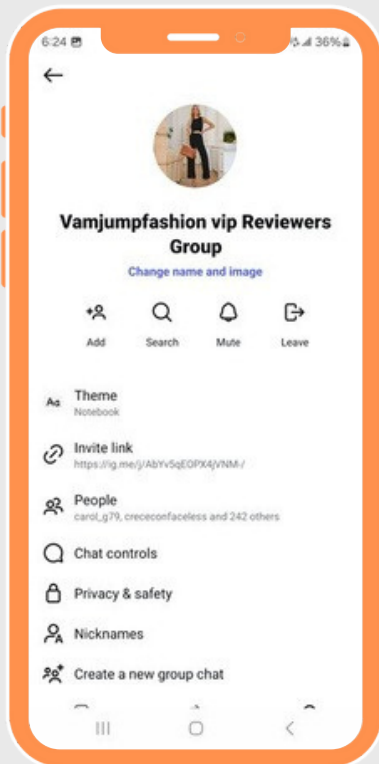 6:24
36%
Vamjumpfashion vip Reviewers
Group
Change name and image
Add Search Mute Leave
Aa Theme
Notebook
Invite link
https://ig.me/j/AbYv5qEOPX4jVNM-/
People
carol_g79, crececonfaceless and 242 others
Chat controls
Privacy & safety
Nicknames
Create a new group chat